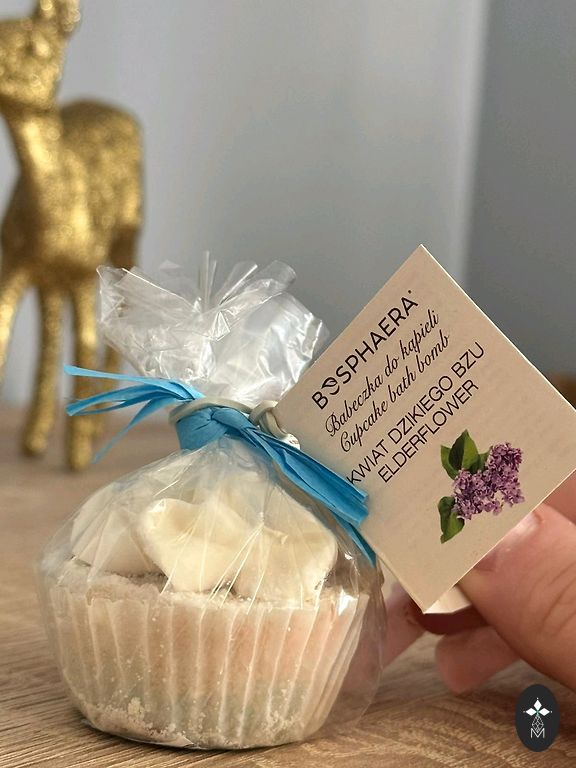 BOSPHAERA®
Babeczka do kąpieli
Cupcake bath bomb
KWIAT DZIKIEGO BZU
ELDERFLOWER
M